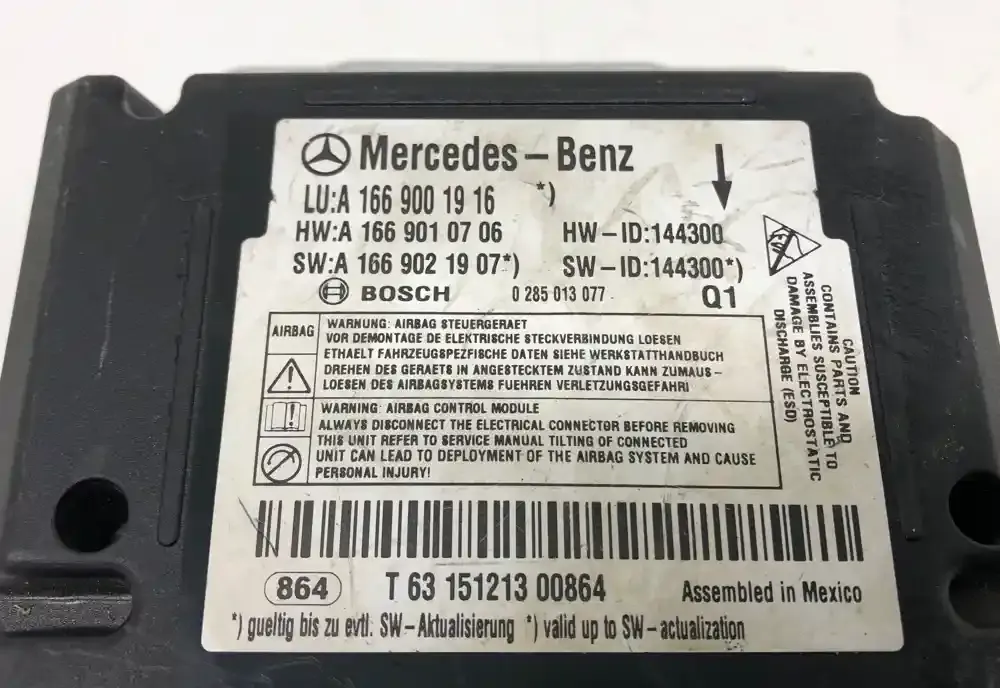 Mercedes-Benz
LU:A 166 900 19 16 *)
HW:A 166 901 07 06 HW-ID:144300
SW:A 166 902 19 07*) SW-ID:144300*)
BOSCH 0 285 013 077 Q1
AIRBAG
WARNUNG: AIRBAG STEUERGERAET
VOR DEMONTAGE DE ELEKTRISCHE STECKVERBINDUNG LOESEN
ETHAELT FAHRZEUGSPEZFISCHE DATEN SIEHE WERKSTATTHANDBUCH
DREHEN DES GERAETS IN ANGESTECKTEM ZUSTAND KANN ZUMAUS-
LOESEN DES AIRBAGSYSTEMS FUEHREN VERLETZUNGSGEFAHR!
WARNING: AIRBAG CONTROL MODULE
ALWAYS DISCONNECT THE ELECTRICAL CONNECTOR BEFORE REMOVING
THIS UNIT REFER TO SERVICE MANUAL TILTING OF CONNECTED
UNIT CAN LEAD TO DEPLOYMENT OF THE AIRBAG SYSTEM AND CAUSE
PERSONAL INJURY!
CAUTION
CONTAINS PARTS AND
ASSEMBLIES SUSCEPTIBLE TO
DAMAGE BY ELECTROSTATIC
DISCHARGE (ESD)
864 T 63 151213 00864 Assembled in Mexico
*) gueltig bis zu evtl. SW-Aktualisierung *) valid up to SW-actualization